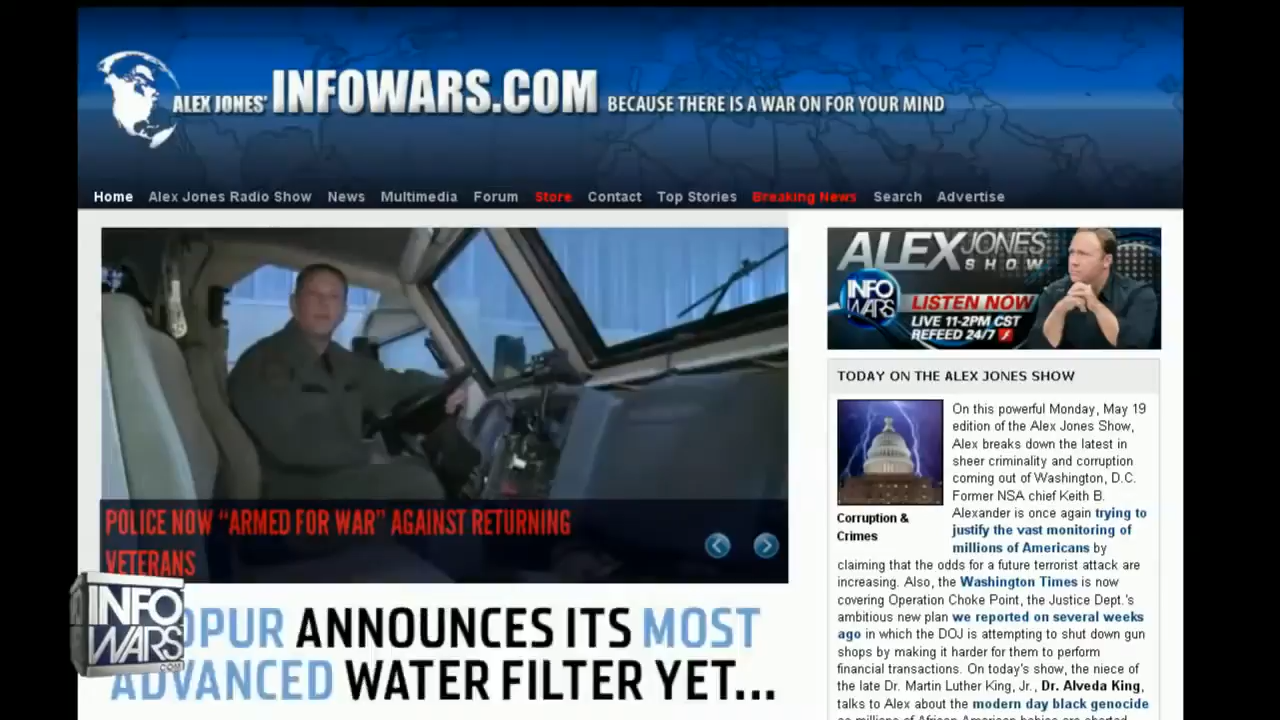 ALEX JONES' INFOWARS.COM BECAUSE THERE IS A WAR ON FOR YOUR MIND
Home Alex Jones Radio Show News Multimedia Forum Store Contact Top Stories Breaking News Search Advertise
POLICE NOW “ARMED FOR WAR” AGAINST RETURNING
VETERANS
INFO
WARS
.COM
OPUR ANNOUNCES ITS MOST
ADVANCED WATER FILTER YET...
ALEX JONES
SHOW
INFO
WARS
LISTEN NOW
LIVE 11-2PM CST
REFEED 24/7
TODAY ON THE ALEX JONES SHOW
Corruption &
Crimes
On this powerful Monday, May 19
edition of the Alex Jones Show,
Alex breaks down the latest in
sheer criminality and corruption
coming out of Washington, D.C.
Former NSA chief Keith B.
Alexander is once again trying to
justify the vast monitoring of
millions of Americans by
claiming that the odds for a future terrorist attack are
increasing. Also, the Washington Times is now
covering Operation Choke Point, the Justice Dept.'s
ambitious new plan we reported on several weeks
ago in which the DOJ is attempting to shut down gun
shops by making it harder for them to perform
financial transactions. On today's show, the niece of
the late Dr. Martin Luther King, Jr., Dr. Alveda King,
talks to Alex about the modern day black genocide